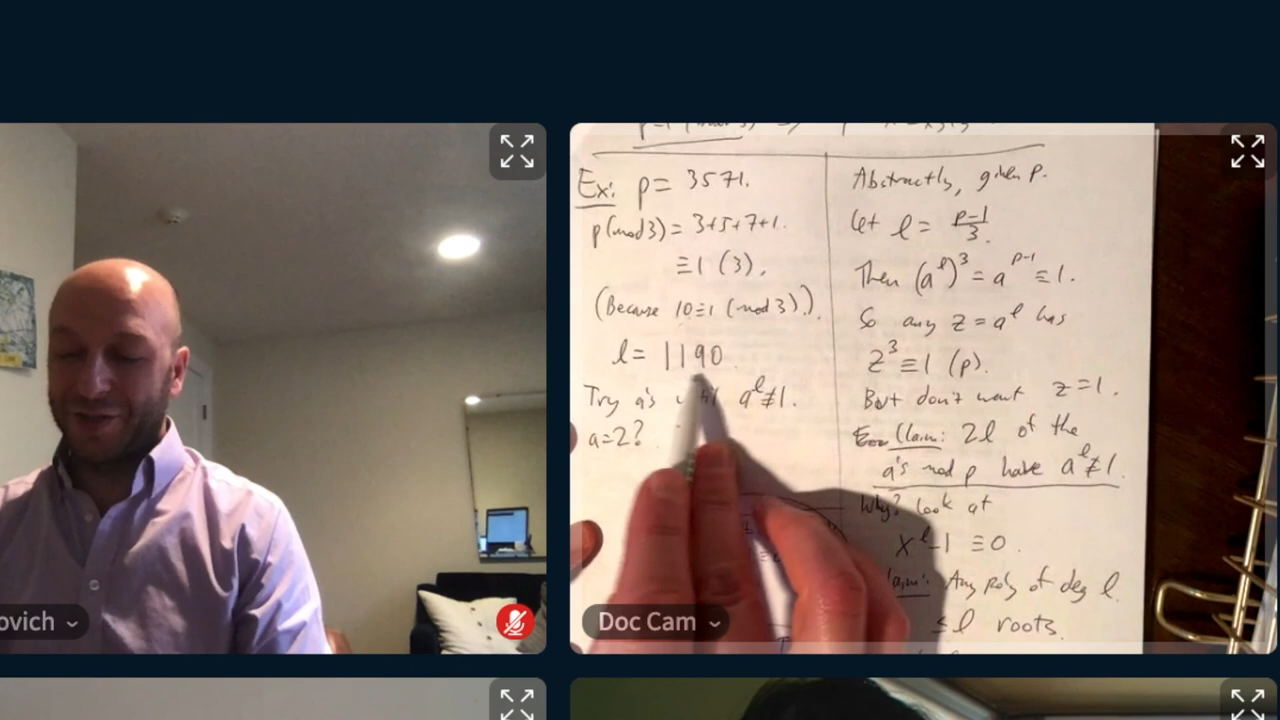 Ex: p = 3571.
p(mod 3) = 3+5+7+1.
≡1 (3).
(Because 10≡1 (mod 3).)
l = 1190
Try a's a^l≢1.
a=2?
Abstractly, given p.
Let l = (p-1)/3.
Then (a^l)^3 = a^(p-1) ≡ 1.
So any z = a^l has
z^3 ≡ 1 (p).
But don't want z=1.
Claim: 2l of the
a's mod p have a^l≢1.
Why? Look at
x^l-1 ≡ 0.
Any poly of deg l
≤l roots.
ovich
Doc Cam